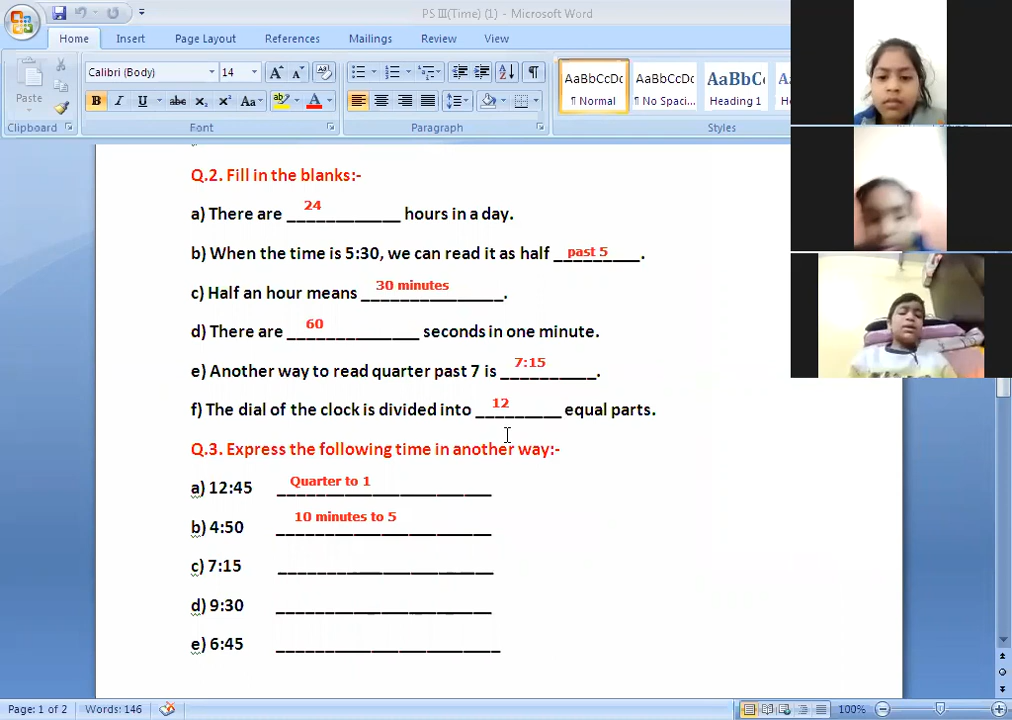 PS III(Time) (1) - Microsoft Word
Home Insert Page Layout References Mailings Review View
Paste
Calibri (Body) 14
AaBbCcDc AaBbCcDc AaBbCc
B I U abc X₂ X² Aa ab A
¶ Normal ¶ No Spaci... Heading 1
Clipboard Font Paragraph Styles
Q.2. Fill in the blanks:-
a) There are 24 hours in a day.
b) When the time is 5:30, we can read it as half past 5.
c) Half an hour means 30 minutes.
d) There are 60 seconds in one minute.
e) Another way to read quarter past 7 is 7:15.
f) The dial of the clock is divided into 12 equal parts.
Q.3. Express the following time in another way:-
a) 12:45 Quarter to 1
b) 4:50 10 minutes to 5
c) 7:15
d) 9:30
e) 6:45
Page: 1 of 2 Words: 146 100%